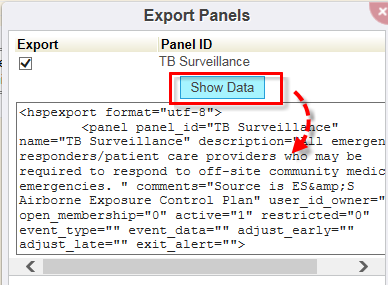 Export Panels
Export Panel ID
TB Surveillance
Show Data
<hspexport format="utf-8">
<panel panel_id="TB Surveillance"
name="TB Surveillance" description="All emergen
responders/patient care providers who may be
required to respond to off-site community medic
emergencies. " comments="Source is ES&amp;S
Airborne Exposure Control Plan" user_id_owner="
open_membership="0" active="1" restricted="0"
event_type="" event_data="" adjust_early=""
adjust_late="" exit_alert="">